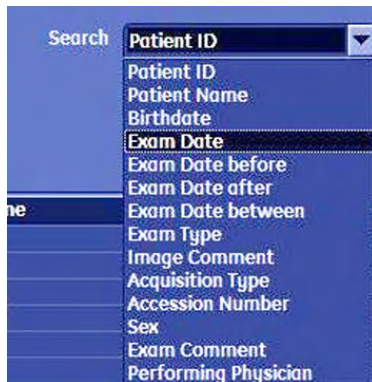 Search Patient ID
Patient ID
Patient Name
Birthdate
Exam Date
Exam Date before
Exam Date after
Exam Date between
ne
Exam Type
Image Comment
Acquisition Type
Accession Number
Sex
Exam Comment
Performing Physician